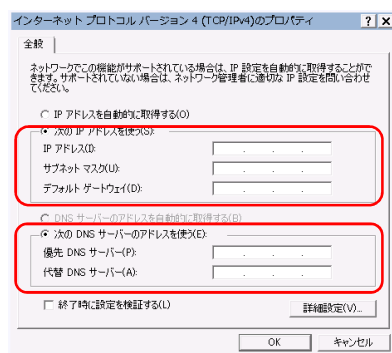 インターネット プロトコル バージョン 4 (TCP/IPv4)のプロパティ
全般
ネットワークでこの機能がサポートされている場合は、IP 設定を自動的に取得することがで
きます。サポートされていない場合は、ネットワーク管理者に適切な IP 設定を問い合わせ
てください。
IP アドレスを自動的に取得する(O)
次の IP アドレスを使う(S):
IP アドレス(I):
サブネット マスク(U):
デフォルト ゲートウェイ(D):
DNS サーバーのアドレスを自動的に取得する(B)
次の DNS サーバーのアドレスを使う(E):
優先 DNS サーバー(P):
代替 DNS サーバー(A):
終了時に設定を検証する(L)
詳細設定(V)...
OK キャンセル